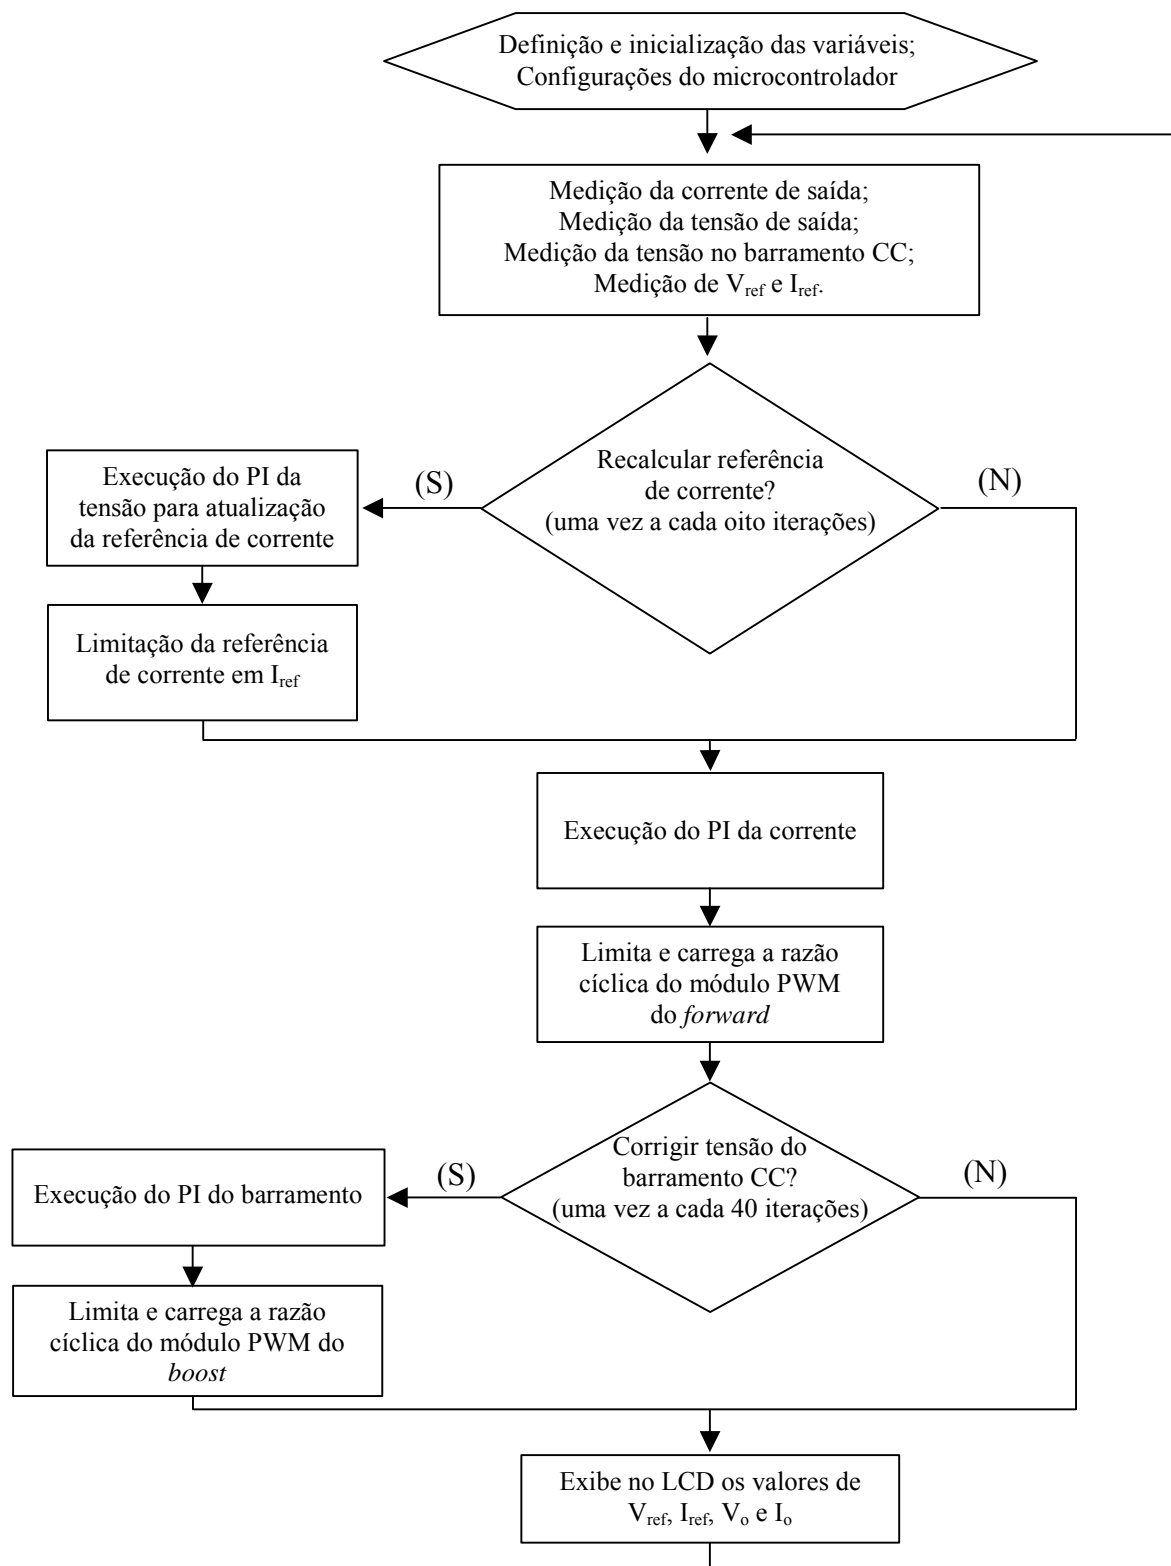 Definição e inicialização das variáveis;
Configurações do microcontrolador
Medição da corrente de saída;
Medição da tensão de saída;
Medição da tensão no barramento CC;
Medição de Vref e Iref.
Recalcular referência
de corrente?
(uma vez a cada oito iterações)
(S)
(N)
Execução do PI da
tensão para atualização
da referência de corrente
Limitação da referência
de corrente em Iref
Execução do PI da corrente
Limita e carrega a razão
cíclica do módulo PWM
do forward
Corrigir tensão do
barramento CC?
(uma vez a cada 40 iterações)
(S)
(N)
Execução do PI do barramento
Limita e carrega a razão
cíclica do módulo PWM do
boost
Exibe no LCD os valores de
Vref, Iref, Vo e Io